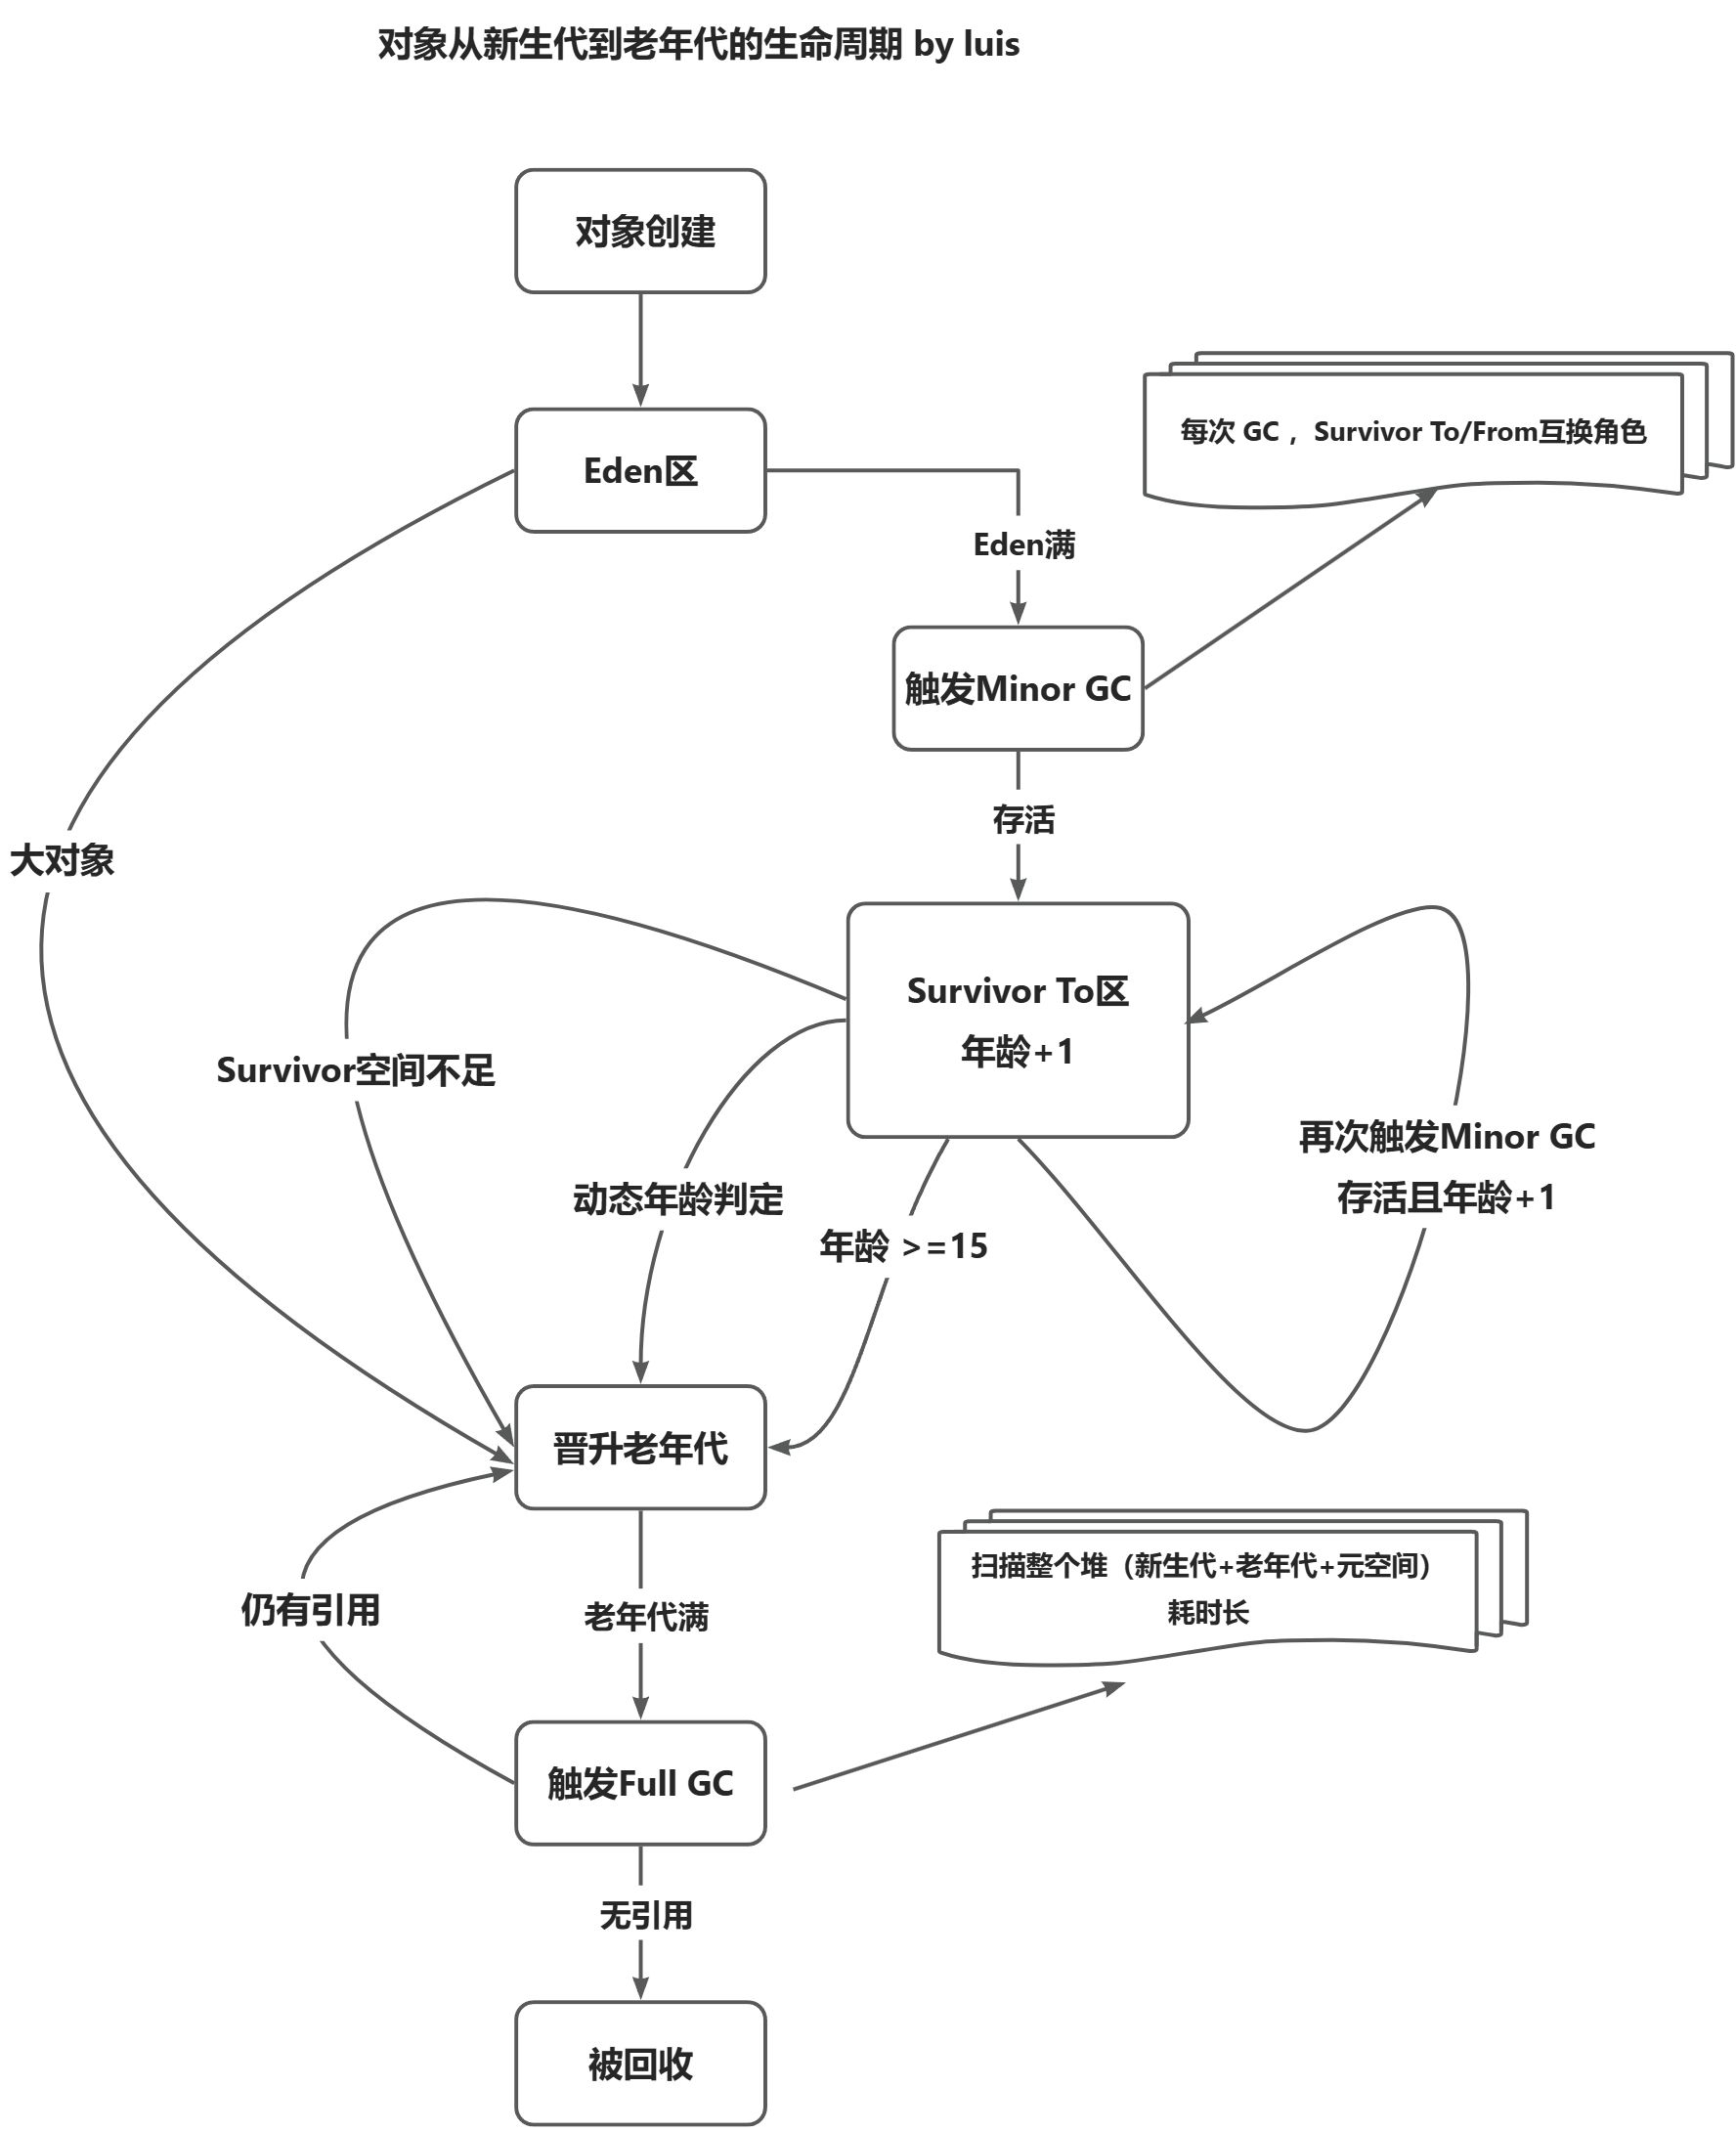 对象从新生代到老年代的生命周期 by luis
对象创建
Eden区
每次 GC ，Survivor To/From互换角色
Eden满
触发Minor GC
存活
大对象
Survivor To区
年龄+1
Survivor空间不足
再次触发Minor GC
存活且年龄+1
动态年龄判定
年龄 >=15
晋升老年代
扫描整个堆（新生代+老年代+元空间）
耗时长
仍有引用
老年代满
触发Full GC
无引用
被回收